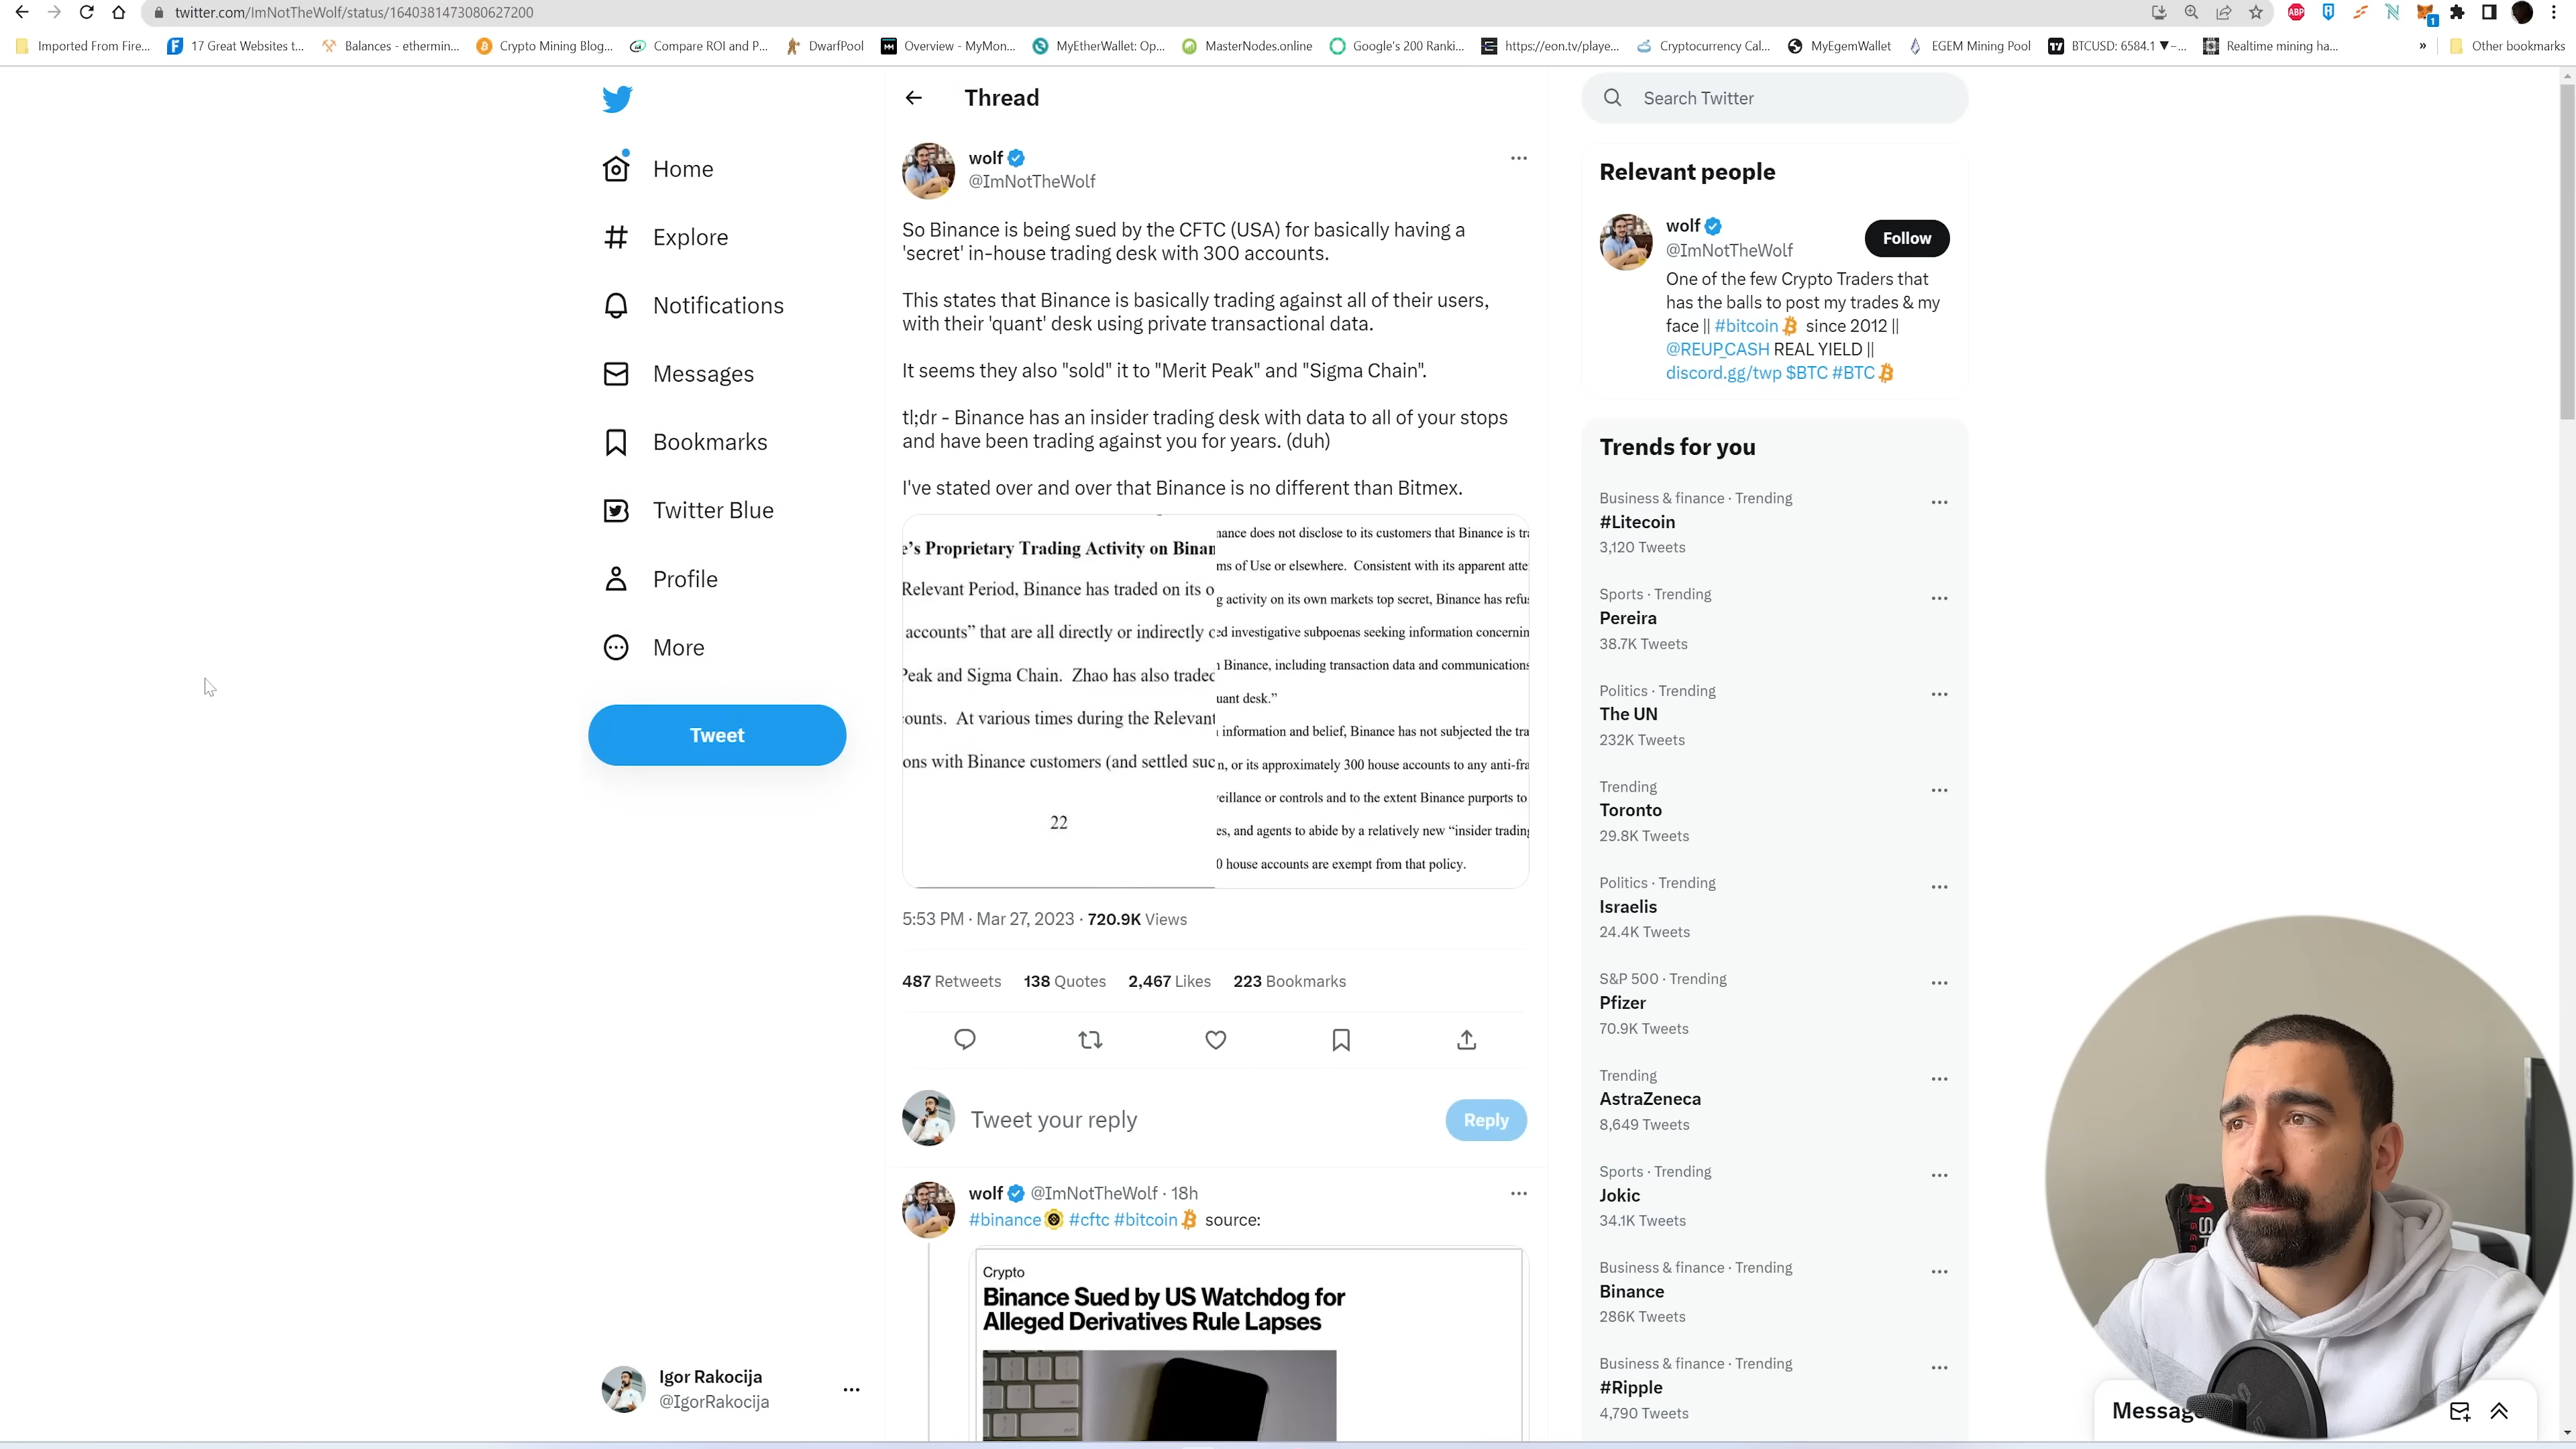 twitter.com/ImNotTheWolf/status/1640381473080627200
Imported From Fire...
17 Great Websites t...
Balances - ethermin...
Crypto Mining Blog...
Compare ROI and P...
DwarfPool
Overview - MyMon...
MyEtherWallet: Op...
MasterNodes.online
Google's 200 Ranki...
https://eon.tv/playe...
Cryptocurrency Cal...
MyEgemWallet
EGEM Mining Pool
BTCUSD: 6584.1 ▼−...
Realtime mining ha...
»
Other bookmarks
Home
Explore
Notifications
Messages
Bookmarks
Twitter Blue
Profile
More
Tweet
Igor Rakocija
@IgorRakocija
Thread
wolf
@ImNotTheWolf
So Binance is being sued by the CFTC (USA) for basically having a
'secret' in-house trading desk with 300 accounts.
This states that Binance is basically trading against all of their users,
with their 'quant' desk using private transactional data.
It seems they also "sold" it to "Merit Peak" and "Sigma Chain".
tl;dr - Binance has an insider trading desk with data to all of your stops
and have been trading against you for years. (duh)
I've stated over and over that Binance is no different than Bitmex.
e's Proprietary Trading Activity on Binan
Relevant Period, Binance has traded on its o
accounts” that are all directly or indirectly c
Peak and Sigma Chain. Zhao has also traded
ounts. At various times during the Relevant
ons with Binance customers (and settled suc
22
nance does not disclose to its customers that Binance is tra
ms of Use or elsewhere. Consistent with its apparent atte
g activity on its own markets top secret, Binance has refus
ed investigative subpoenas seeking information concernin
n Binance, including transaction data and communications
uant desk.”
n information and belief, Binance has not subjected the tra
n, or its approximately 300 house accounts to any anti-fra
veillance or controls and to the extent Binance purports to
es, and agents to abide by a relatively new “insider trading
0 house accounts are exempt from that policy.
5:53 PM · Mar 27, 2023 · 720.9K Views
487 Retweets 138 Quotes 2,467 Likes 223 Bookmarks
Tweet your reply
Reply
wolf @ImNotTheWolf · 18h
#binance #cftc #bitcoin source:
Crypto
Binance Sued by US Watchdog for
Alleged Derivatives Rule Lapses
Search Twitter
Relevant people
wolf
@ImNotTheWolf
Follow
One of the few Crypto Traders that
has the balls to post my trades & my
face || #bitcoin since 2012 ||
@REUP_CASH REAL YIELD ||
discord.gg/twp $BTC #BTC
Trends for you
Business & finance · Trending
#Litecoin
3,120 Tweets
Sports · Trending
Pereira
38.7K Tweets
Politics · Trending
The UN
232K Tweets
Trending
Toronto
29.8K Tweets
Politics · Trending
Israelis
24.4K Tweets
S&P 500 · Trending
Pfizer
70.9K Tweets
Trending
AstraZeneca
8,649 Tweets
Sports · Trending
Jokic
34.1K Tweets
Business & finance · Trending
Binance
286K Tweets
Business & finance · Trending
#Ripple
4,790 Tweets
ABP
1